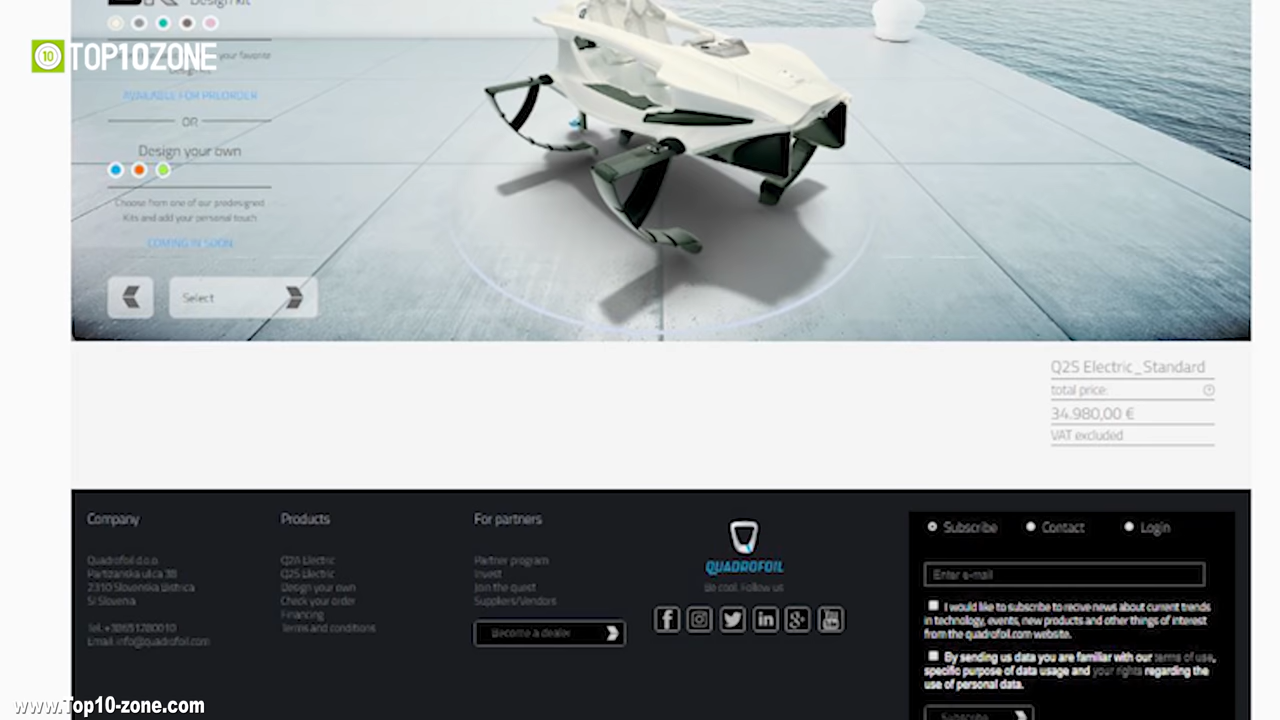 Design kit
10 TOP10ZONE
your favorite
AVAILABLE FOR PREORDER
OR
Design your own
Choose from one of our predesigned
Kits and add your personal touch
COMING IN SOON
Select
Q2S Electric_Standard
total price:
34.980,00 €
VAT excluded
Company
Quadrofoil d.o.o
Partizanska ulica 38
2310 Slovenska Bistrica
SI Slovenia
Tel.:+38651280010
Email: info@quadrofoil.com
Products
Q2A Electric
Q2S Electric
Design your own
Check your order
Financing
Terms and conditions
For partners
Partner program
Invest
Join the quest
Suppliers/Vendors
Become a dealer
QUADROFOIL
Be cool. Follow us
Subscribe Contact Login
Enter e-mail
I would like to subscribe to recive news about current trends
in technology, events, new products and other things of interest
from the quadrofoil.com website.
By sending us data you are familiar with our terms of use,
specific purpose of data usage and your rights regarding the
use of personal data.
Subscribe
www.Top10-zone.com